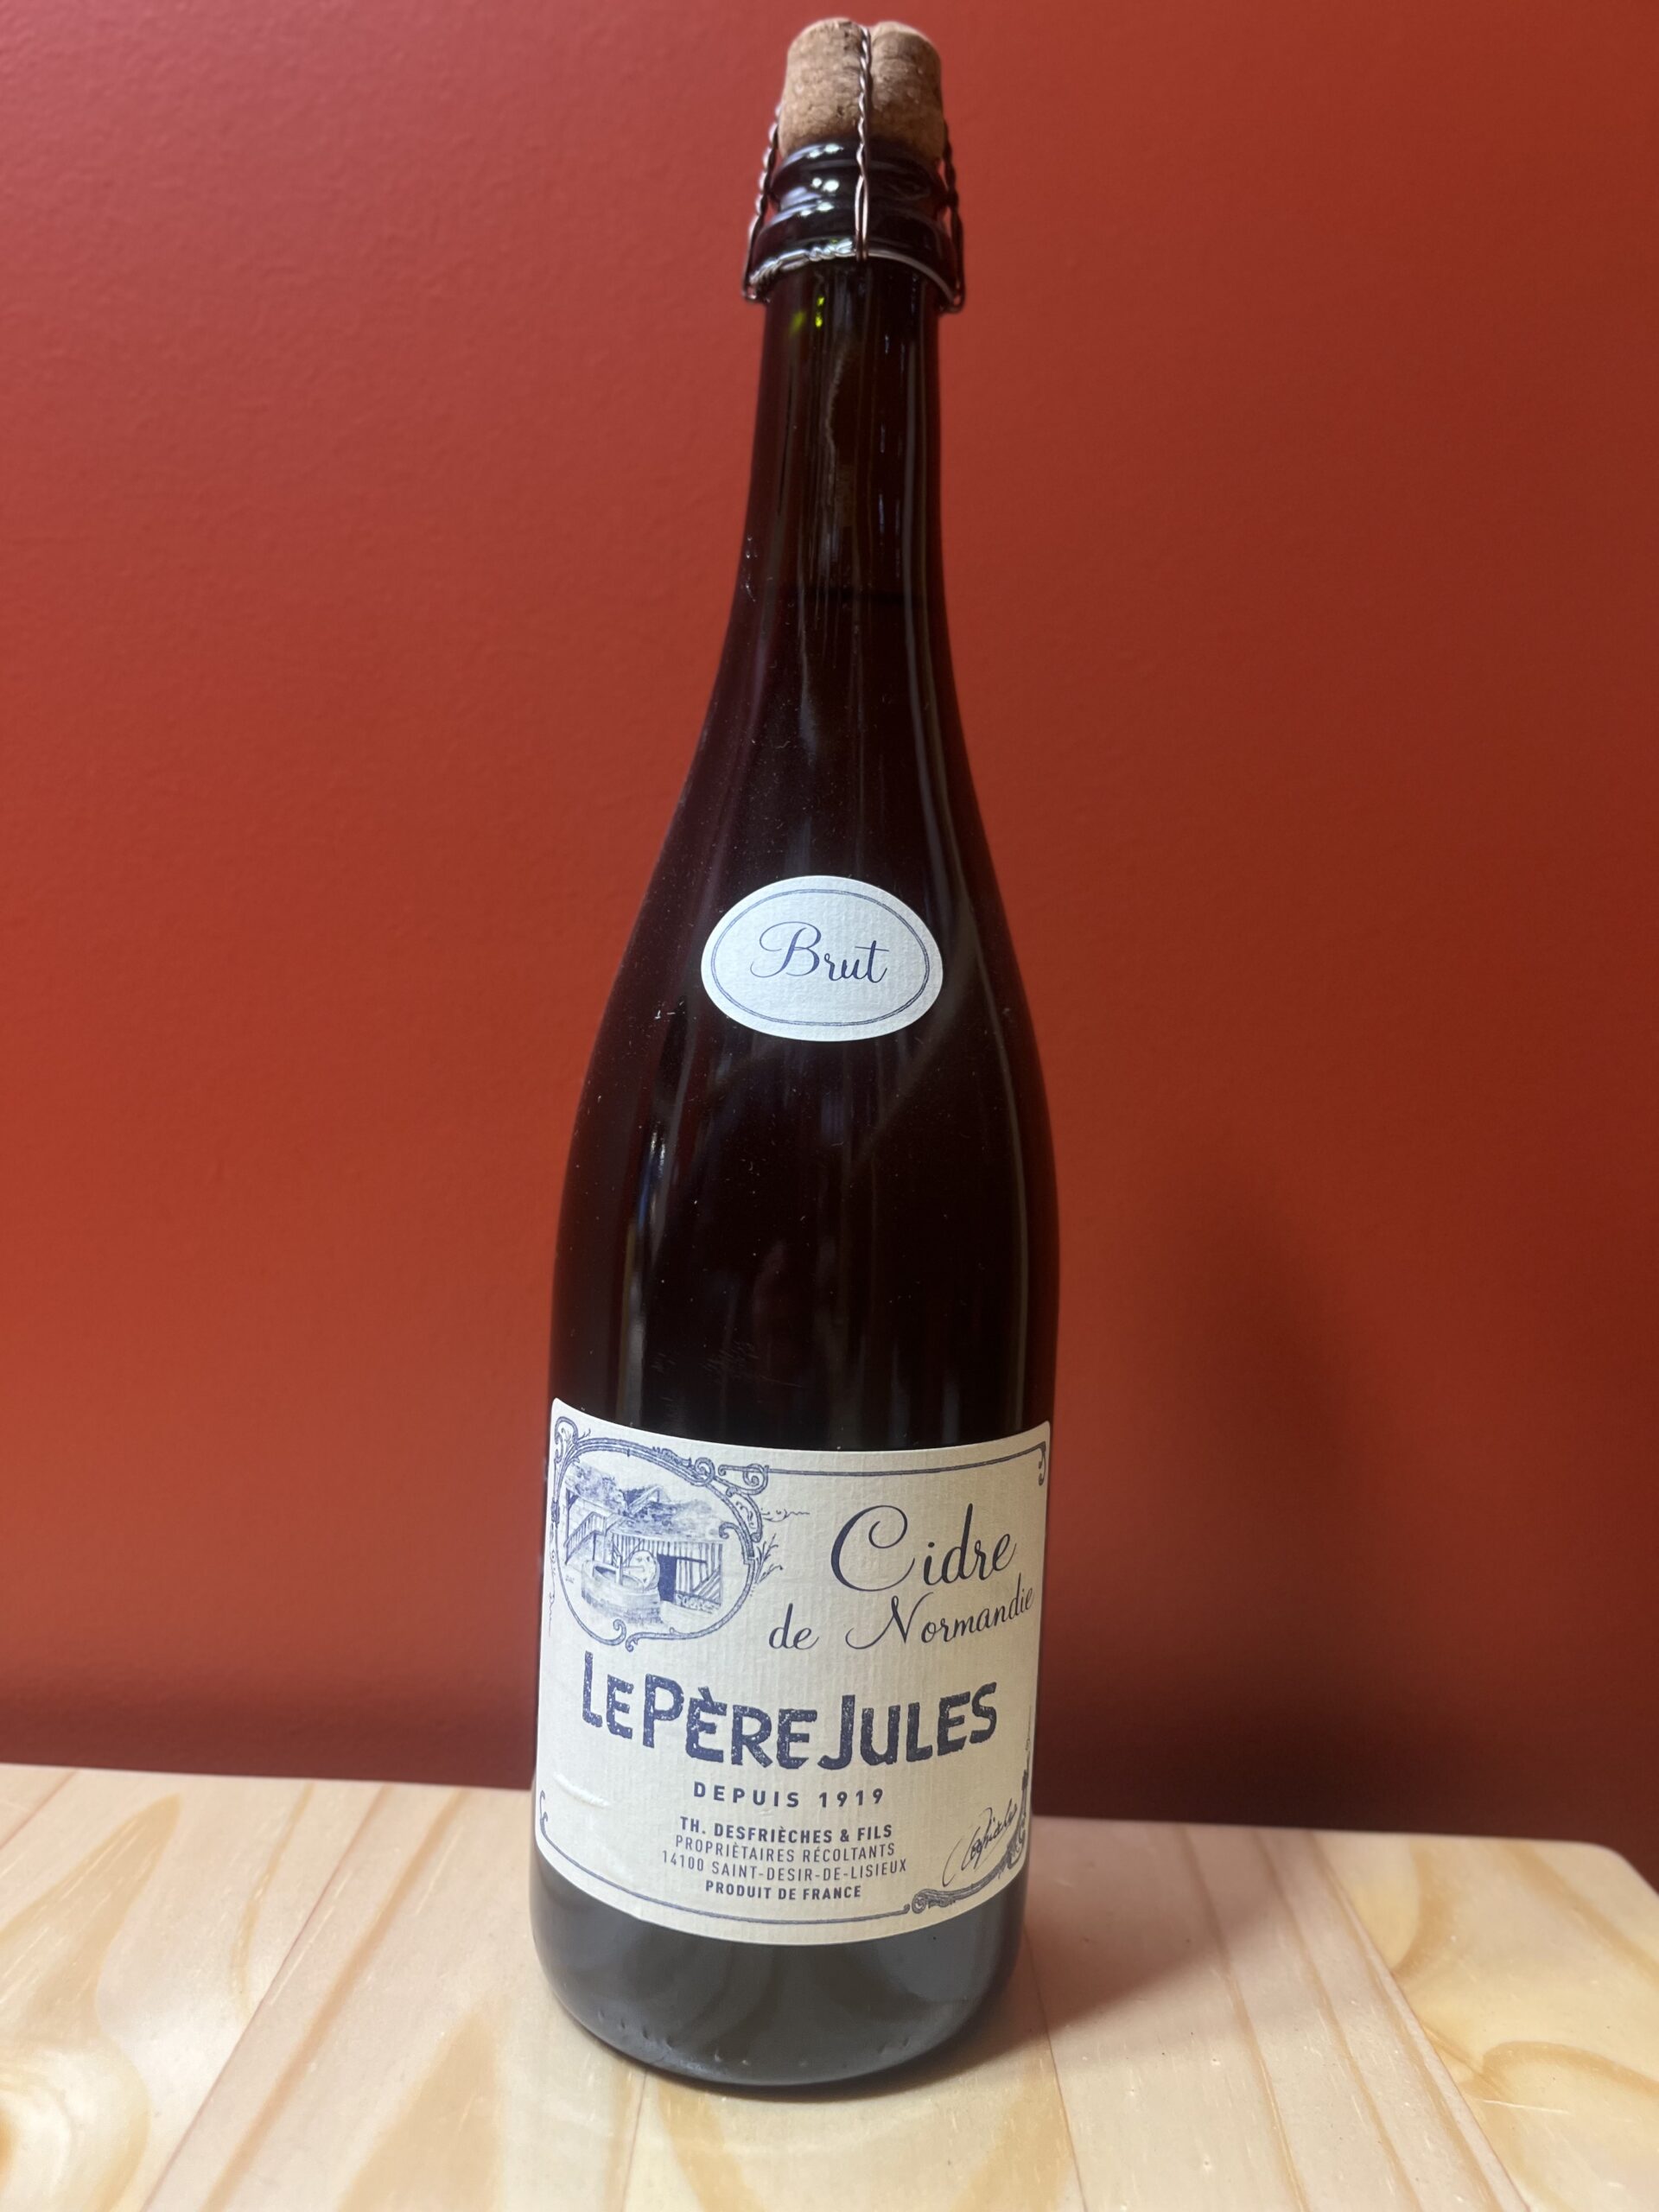 Brut
Cidre
de Normandie
LE PÈRE JULES
DEPUIS 1919
TH. DESFRIÈCHES & FILS
PROPRIÈTAIRES RÉCOLTANTS
14100 SAINT-DESIR-DE-LISIEUX
PRODUIT DE FRANCE